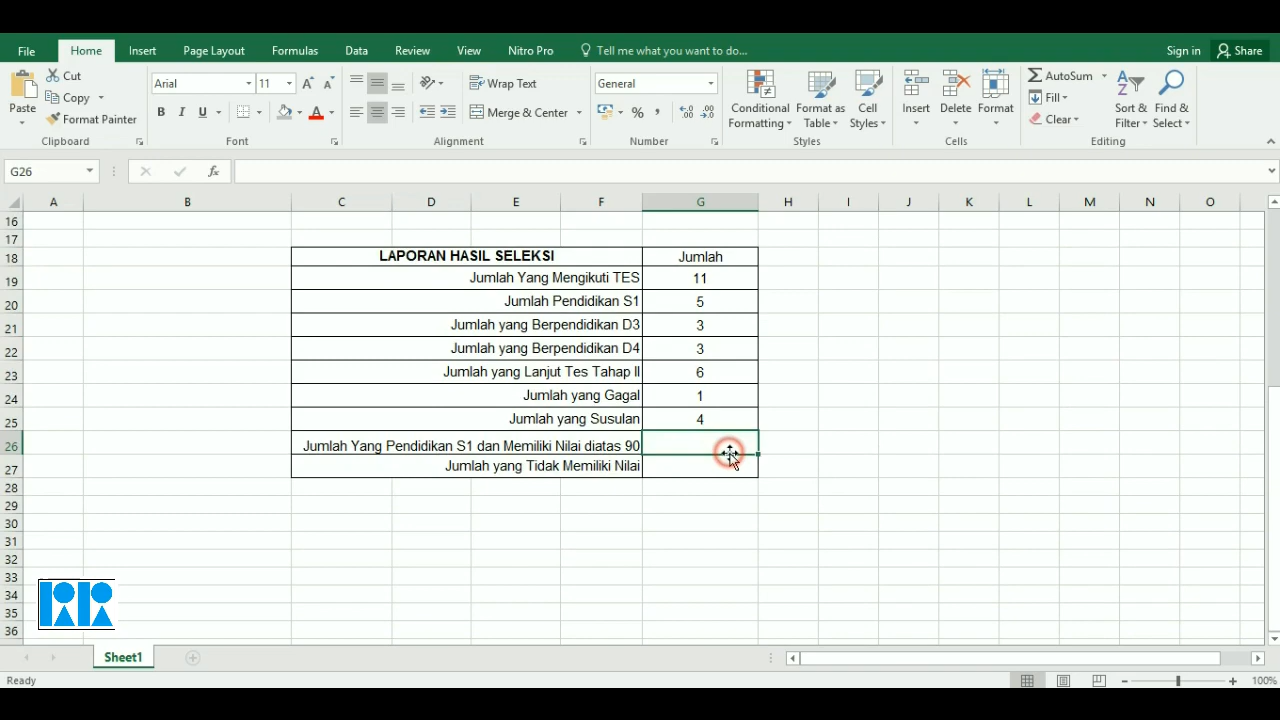 File Home Insert Page Layout Formulas Data Review View Nitro Pro Tell me what you want to do... Sign in Share
Cut
Copy
Format Painter
Paste
Clipboard
Arial 11
B I U
Font
Wrap Text
Merge & Center
Alignment
General
% ,
Number
Conditional Formatting
Format as Table
Cell Styles
Styles
Insert Delete Format
Cells
AutoSum
Fill
Clear
Sort & Filter
Find & Select
Editing
G26 fx
A B C D E F G H I J K L M N O
16
17
18 LAPORAN HASIL SELEKSI Jumlah
19 Jumlah Yang Mengikuti TES 11
20 Jumlah Pendidikan S1 5
21 Jumlah yang Berpendidikan D3 3
22 Jumlah yang Berpendidikan D4 3
23 Jumlah yang Lanjut Tes Tahap II 6
24 Jumlah yang Gagal 1
25 Jumlah yang Susulan 4
26 Jumlah Yang Pendidikan S1 dan Memiliki Nilai diatas 90
27 Jumlah yang Tidak Memiliki Nilai
28
29
30
31
32
33
34
35
36
Sheet1
Ready 100%